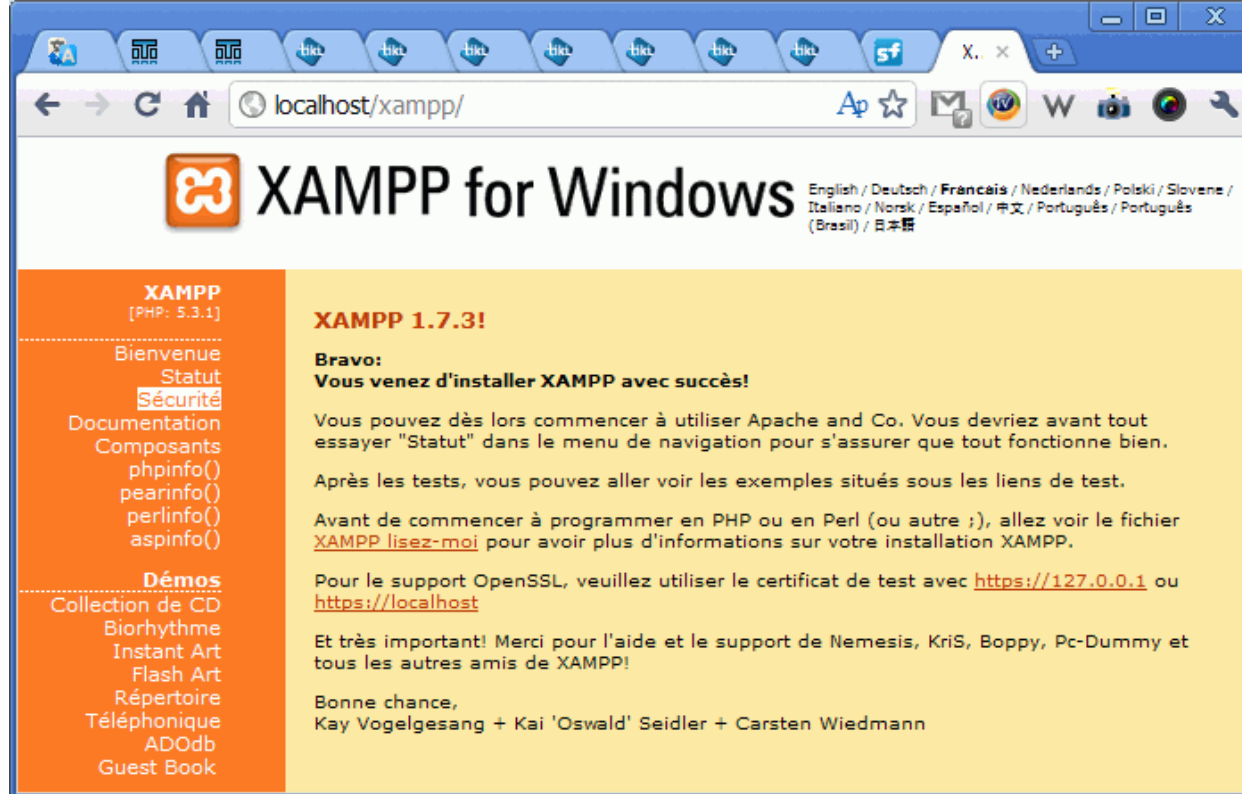 X.
localhost/xampp/
XAMPP for Windows
English / Deutsch / Francais / Nederlands / Polski / Slovene /
Italiano / Norsk / Español / 中文 / Português / Português
(Brasil) / 日本語
XAMPP
[PHP: 5.3.1]
Bienvenue
Statut
Sécurité
Documentation
Composants
phpinfo()
pearinfo()
perlinfo()
aspinfo()
Démos
Collection de CD
Biorhythme
Instant Art
Flash Art
Répertoire
Téléphonique
ADOdb
Guest Book
XAMPP 1.7.3!
Bravo:
Vous venez d'installer XAMPP avec succès!
Vous pouvez dès lors commencer à utiliser Apache and Co. Vous devriez avant tout
essayer "Statut" dans le menu de navigation pour s'assurer que tout fonctionne bien.
Après les tests, vous pouvez aller voir les exemples situés sous les liens de test.
Avant de commencer à programmer en PHP ou en Perl (ou autre ;), allez voir le fichier
XAMPP lisez-moi pour avoir plus d'informations sur votre installation XAMPP.
Pour le support OpenSSL, veuillez utiliser le certificat de test avec https://127.0.0.1 ou
https://localhost
Et très important! Merci pour l'aide et le support de Nemesis, KriS, Boppy, Pc-Dummy et
tous les autres amis de XAMPP!
Bonne chance,
Kay Vogelgesang + Kai 'Oswald' Seidler + Carsten Wiedmann